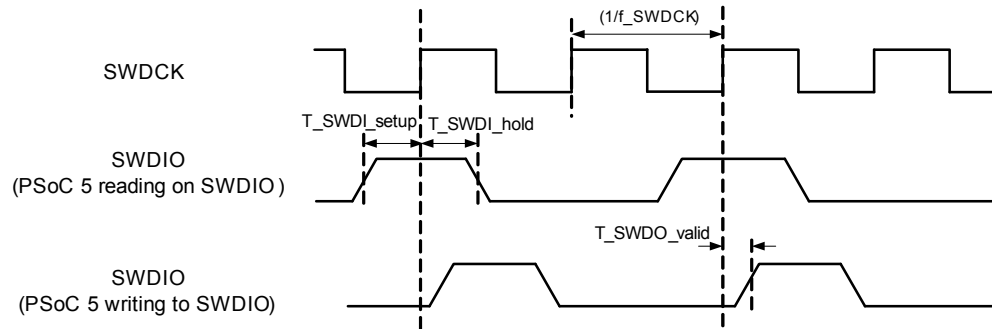 (1/f_SWDCK)
SWDCK
T_SWDI_setup T_SWDI_hold
SWDIO
(PSoC 5 reading on SWDIO)
T_SWDO_valid
SWDIO
(PSoC 5 writing to SWDIO)